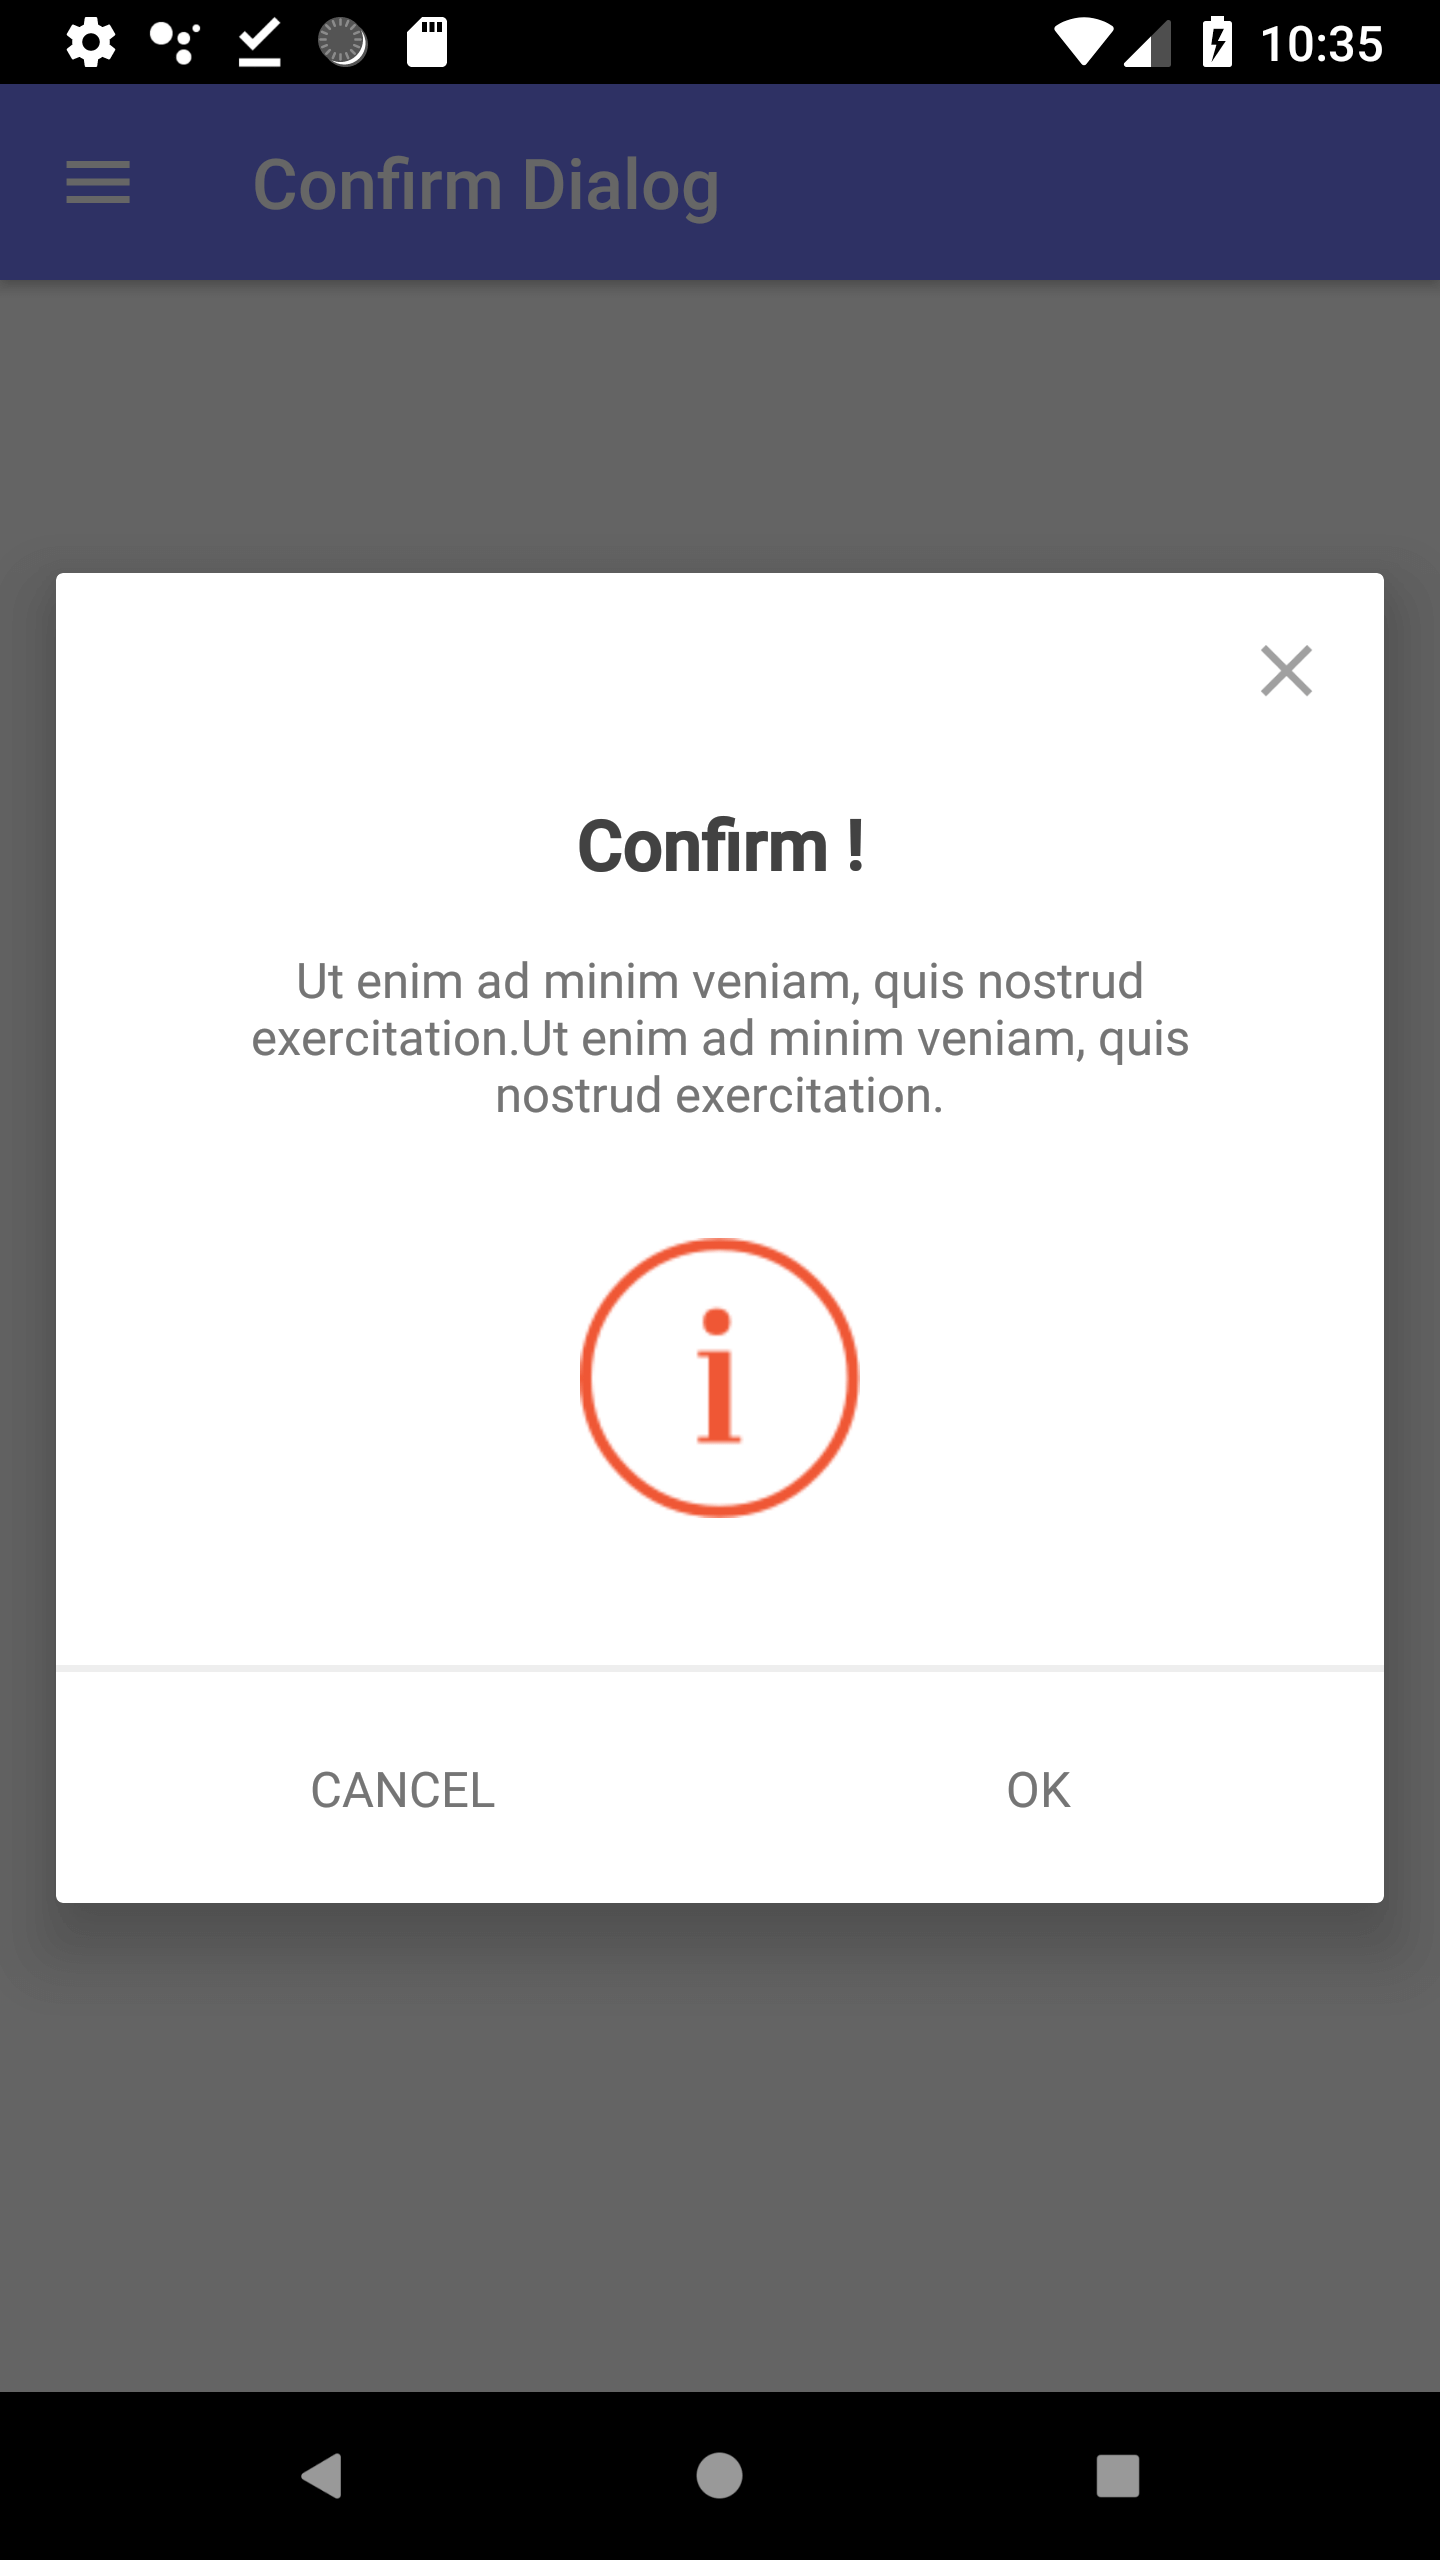 10:35
Confirm Dialog
Confirm !
Ut enim ad minim veniam, quis nostrud
exercitation.Ut enim ad minim veniam, quis
nostrud exercitation.
i
CANCEL
OK